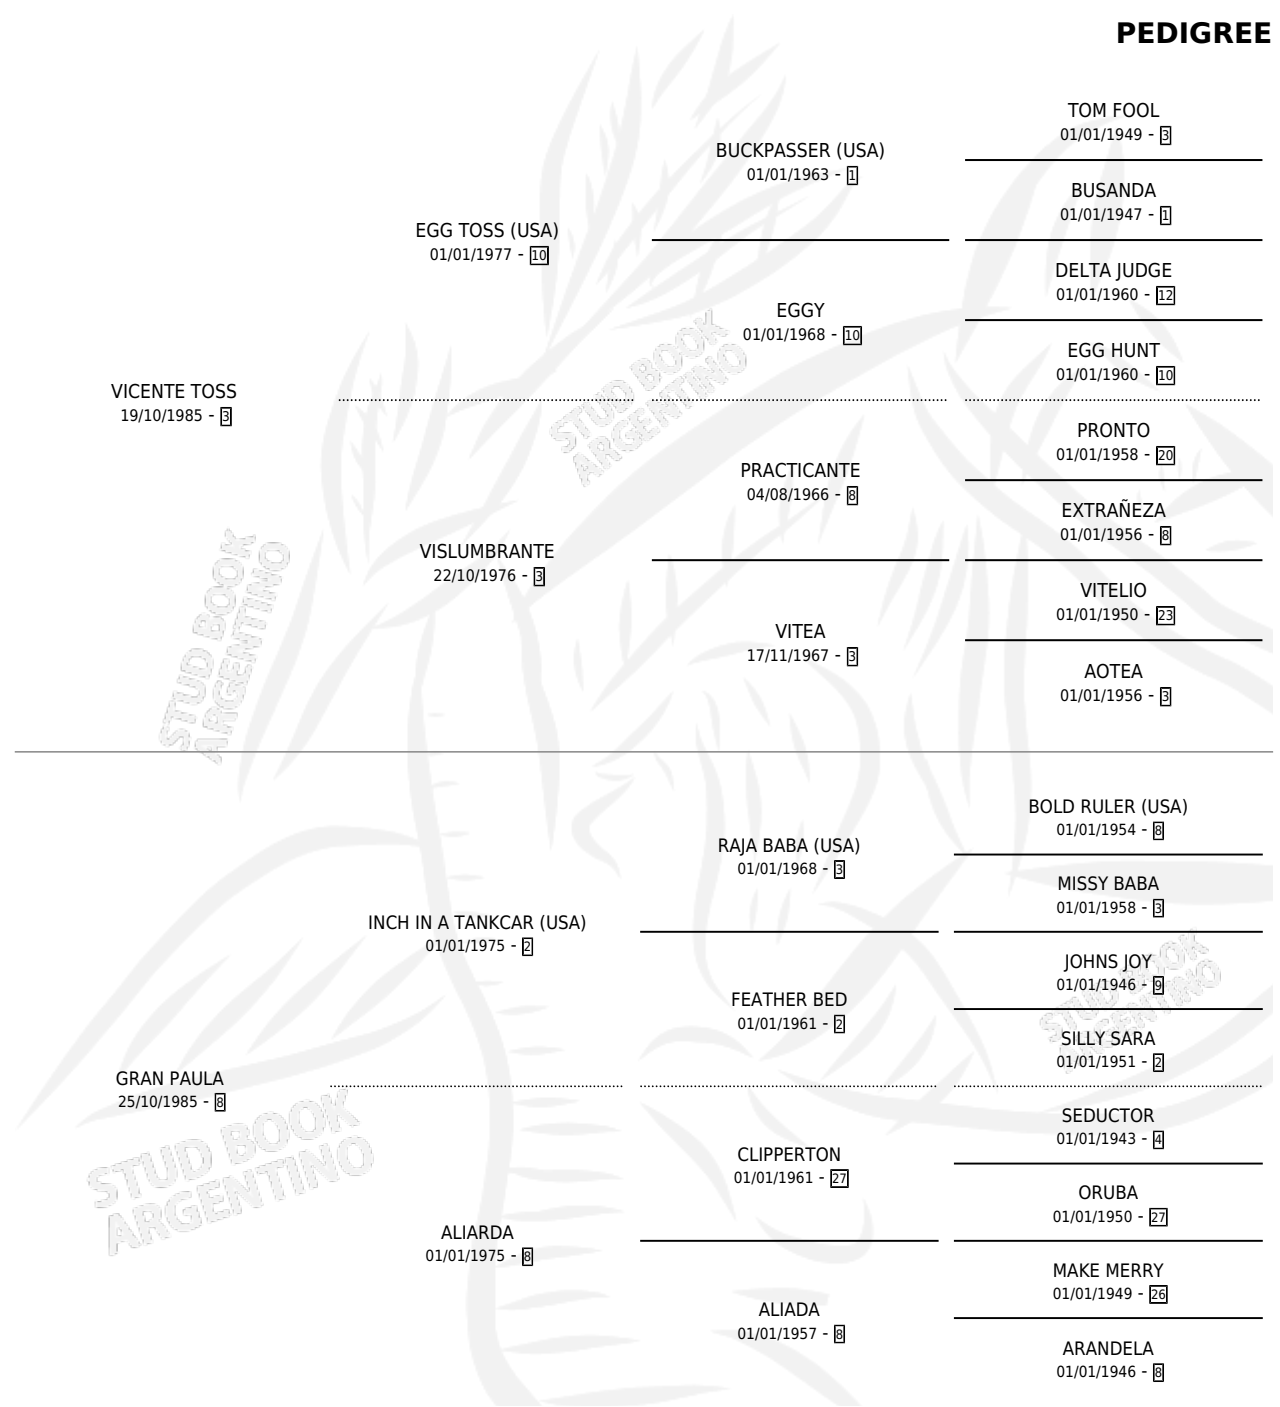 PEDIGREE
TOM FOOL
01/01/1949 - 3
BUCKPASSER (USA)
01/01/1963 - 1
BUSANDA
01/01/1947 - 1
EGG TOSS (USA)
01/01/1977 - 10
DELTA JUDGE
01/01/1960 - 12
EGGY
01/01/1968 - 10
EGG HUNT
01/01/1960 - 10
VICENTE TOSS
19/10/1985 - 3
PRONTO
01/01/1958 - 20
PRACTICANTE
04/08/1966 - 8
EXTRAÑEZA
01/01/1956 - 8
VISLUMBRANTE
22/10/1976 - 3
VITELIO
01/01/1950 - 23
VITEA
17/11/1967 - 3
AOTEA
01/01/1956 - 3
BOLD RULER (USA)
01/01/1954 - 8
RAJA BABA (USA)
01/01/1968 - 3
MISSY BABA
01/01/1958 - 3
INCH IN A TANKCAR (USA)
01/01/1975 - 2
JOHNS JOY
01/01/1946 - 9
FEATHER BED
01/01/1961 - 2
SILLY SARA
01/01/1951 - 2
GRAN PAULA
25/10/1985 - 8
SEDUCTOR
01/01/1943 - 4
CLIPPERTON
01/01/1961 - 27
ORUBA
01/01/1950 - 27
ALIARDA
01/01/1975 - 8
MAKE MERRY
01/01/1949 - 26
ALIADA
01/01/1957 - 8
ARANDELA
01/01/1946 - 8
STUD BOOK
ARGENTINO
STUD BOOK
ARGENTINO
STUD BOOK
ARGENTINO
STUD BOOK
ARGENTINO